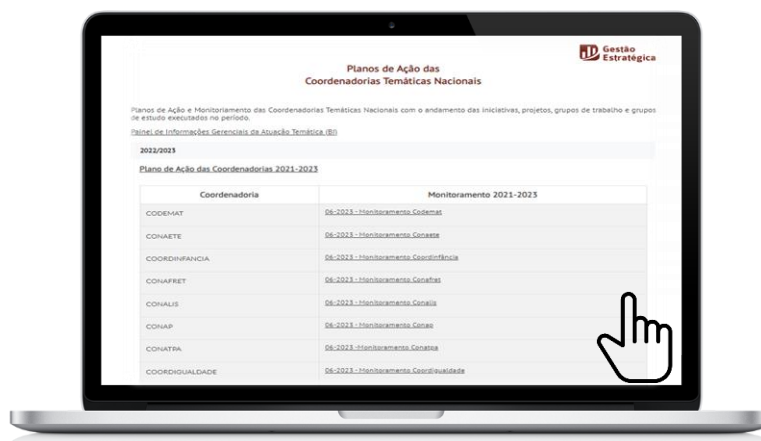 Gestão
Estratégica
Planos de Ação das
Coordenadorias Temáticas Nacionais
Planos de Ação e Monitoriamento das Coordenadorias Temáticas Nacionais com o andamento das iniciativas, projetos, grupos de trabalho e grupos
de estudo executados no período.
Painel de Informações Gerenciais da Atuação Temática (BI)
2022/2023
Plano de Ação das Coordenadorias 2021-2023
Coordenadoria Monitoramento 2021-2023
CODEMAT 06-2023 - Monitoramento Codemat
CONAETE 06-2023 - Monitoramento Conaete
COORDINFANCIA 06-2023 - Monitoramento Coordinfância
CONAFRET 06-2023 - Monitoramento Conafret
CONALIS 06-2023 - Monitoramento Conalis
CONAP 06-2023 - Monitoramento Conap
CONATPA 06-2023 -Monitoramento Conatpa
COORDIGUALDADE 06-2023 - Monitoramento Coordigualdade